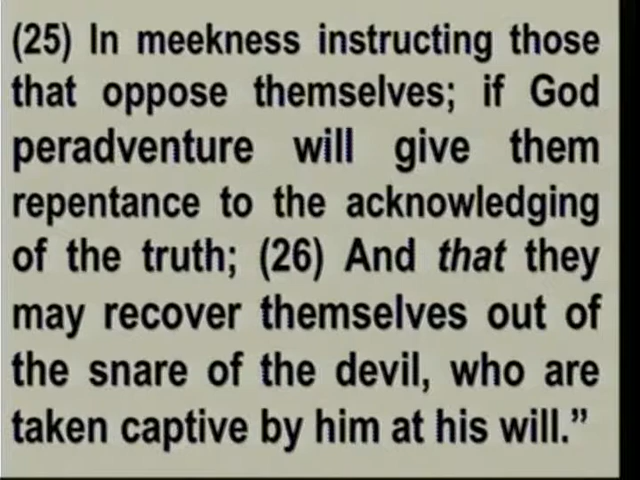 (25) In meekness instructing those
that oppose themselves; if God
peradventure will give them
repentance to the acknowledging
of the truth; (26) And that they
may recover themselves out of
the snare of the devil, who are
taken captive by him at his will.”